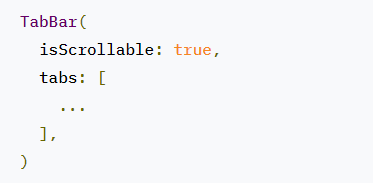 TabBar(
  isScrollable: true,
  tabs: [
    ...
  ],
)